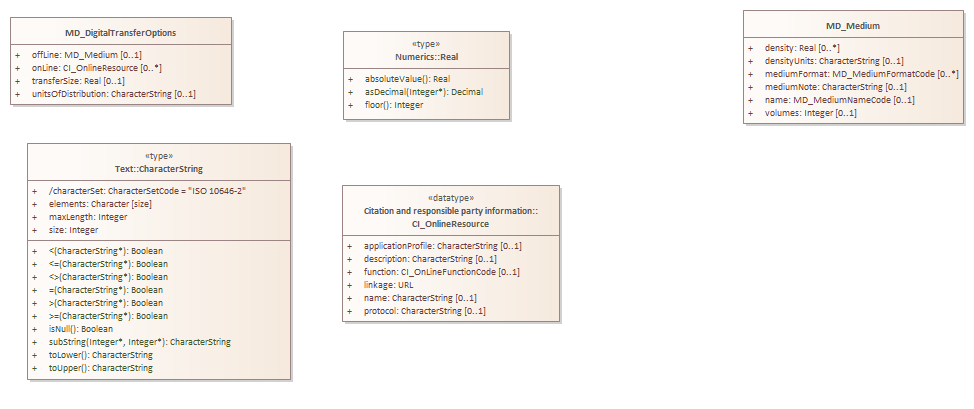 MD_DigitalTransferOptions
+ offLine: MD_Medium [0..1]
+ onLine: CI_OnlineResource [0..*]
+ transferSize: Real [0..1]
+ unitsOfDistribution: CharacterString [0..1]
«type»
Numerics::Real
+ absoluteValue(): Real
+ asDecimal(Integer*): Decimal
+ floor(): Integer
MD_Medium
+ density: Real [0..*]
+ densityUnits: CharacterString [0..1]
+ mediumFormat: MD_MediumFormatCode [0..*]
+ mediumNote: CharacterString [0..1]
+ name: MD_MediumNameCode [0..1]
+ volumes: Integer [0..1]
«type»
Text::CharacterString
+ /characterSet: CharacterSetCode = "ISO 10646-2"
+ elements: Character [size]
+ maxLength: Integer
+ size: Integer
+ <(CharacterString*): Boolean
+ <=(CharacterString*): Boolean
+ <>(CharacterString*): Boolean
+ =(CharacterString*): Boolean
+ >(CharacterString*): Boolean
+ >=(CharacterString*): Boolean
+ isNull(): Boolean
+ subString(Integer*, Integer*): CharacterString
+ toLower(): CharacterString
+ toUpper(): CharacterString
«datatype»
Citation and responsible party information::
CI_OnlineResource
+ applicationProfile: CharacterString [0..1]
+ description: CharacterString [0..1]
+ function: CI_OnLineFunctionCode [0..1]
+ linkage: URL
+ name: CharacterString [0..1]
+ protocol: CharacterString [0..1]